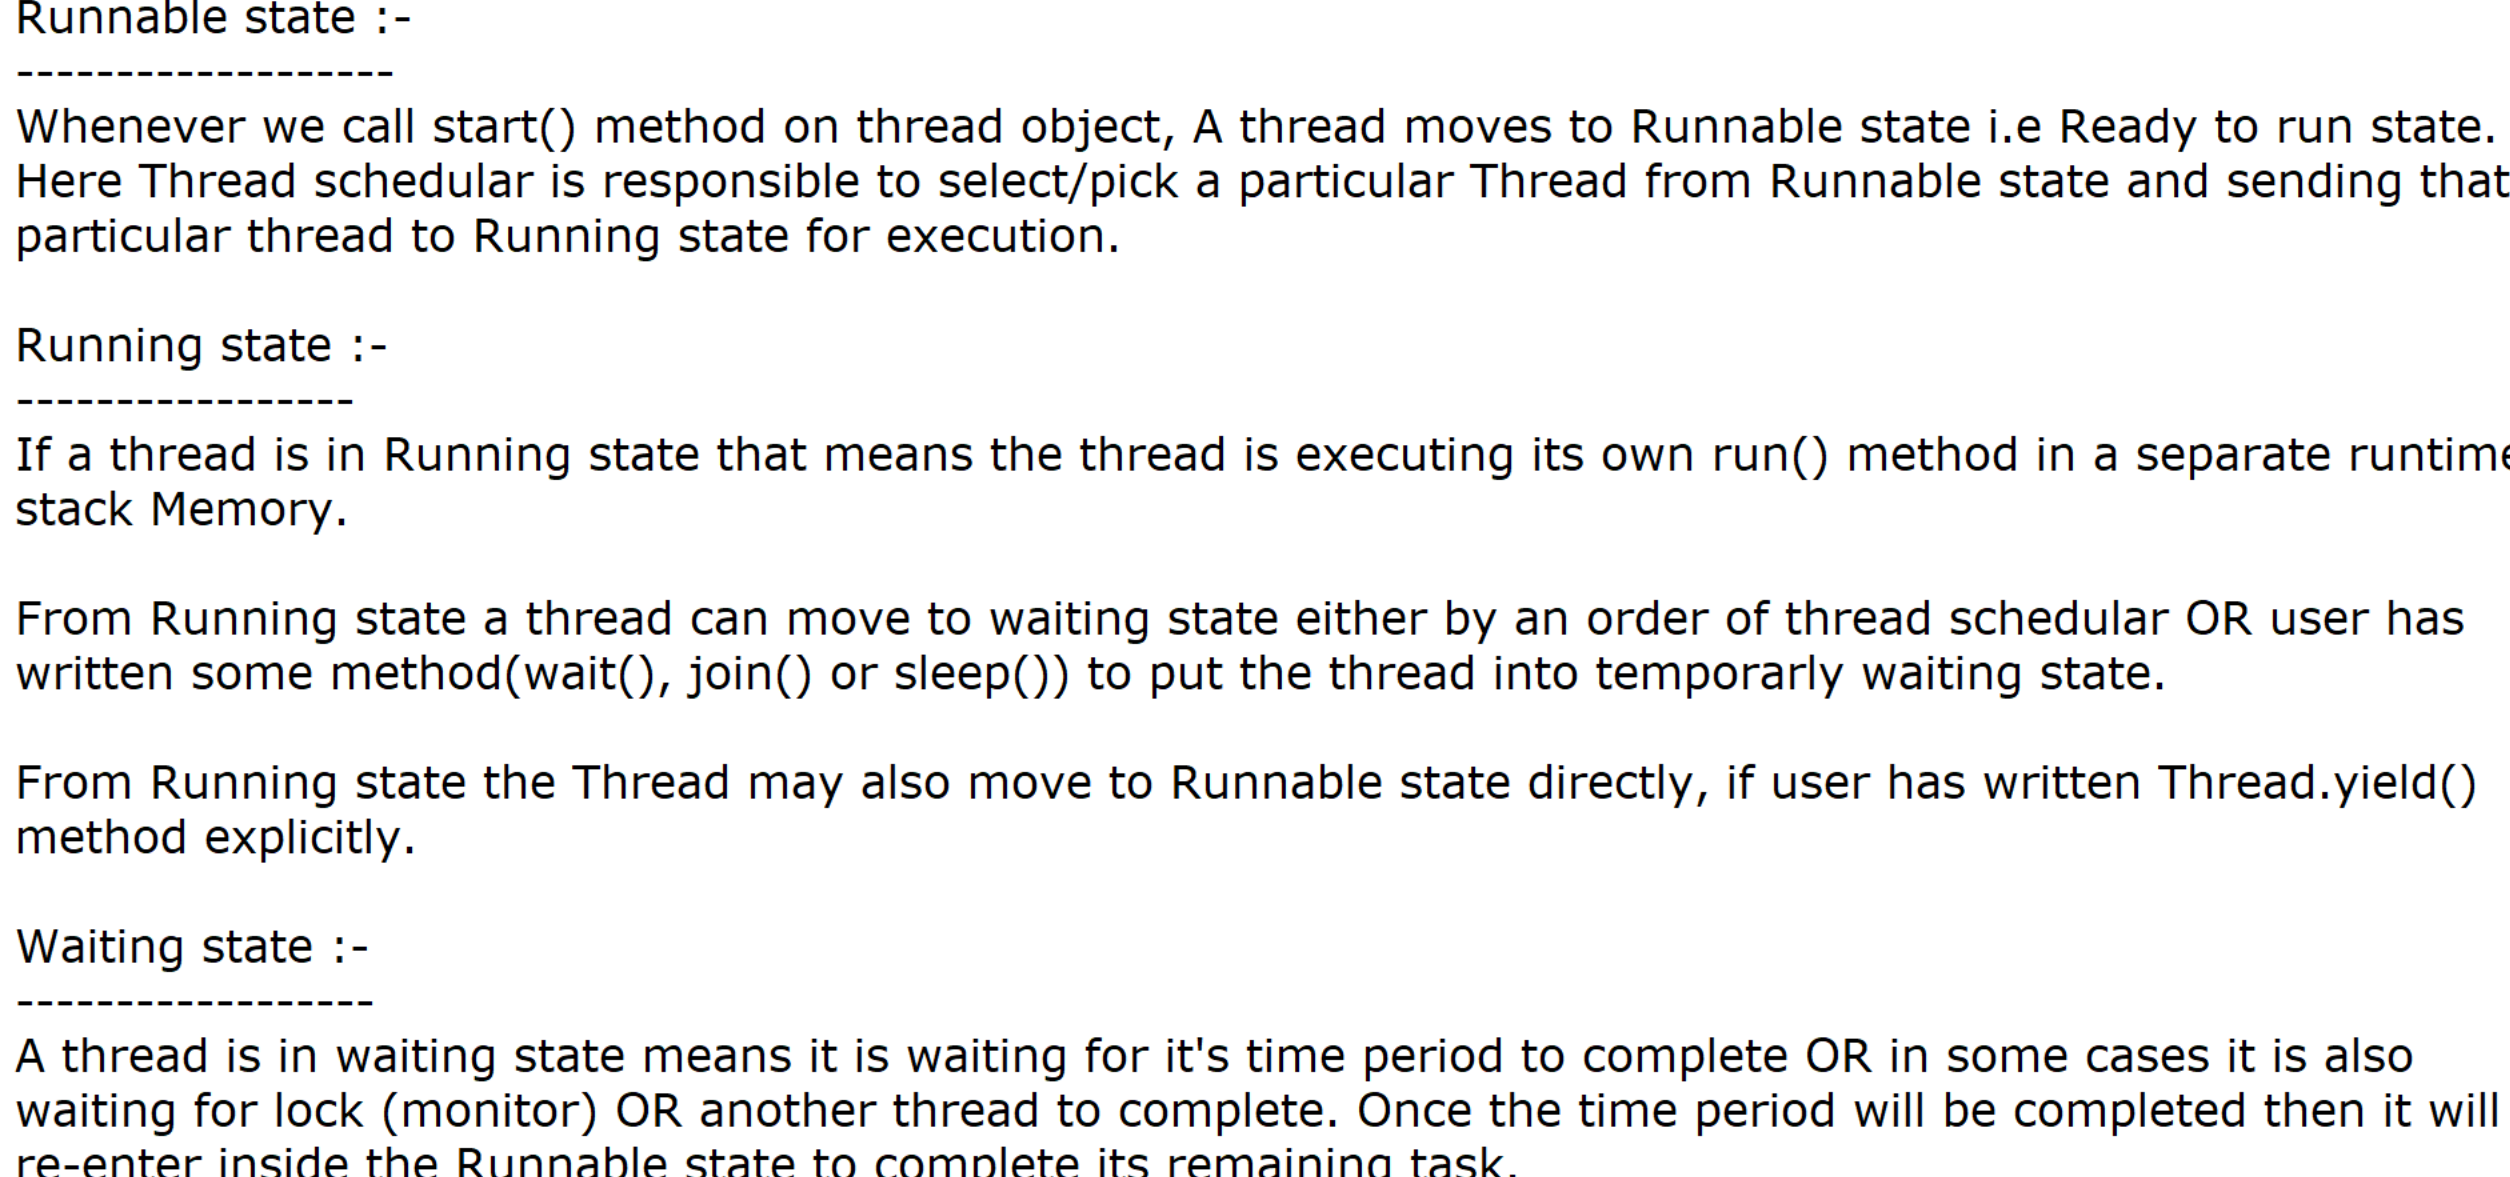 Runnable state :-
-------------------
Whenever we call start() method on thread object, A thread moves to Runnable state i.e Ready to run state.
Here Thread schedular is responsible to select/pick a particular Thread from Runnable state and sending that
particular thread to Running state for execution.
Running state :-
-----------------
If a thread is in Running state that means the thread is executing its own run() method in a separate runtime
stack Memory.
From Running state a thread can move to waiting state either by an order of thread schedular OR user has
written some method(wait(), join() or sleep()) to put the thread into temporarly waiting state.
From Running state the Thread may also move to Runnable state directly, if user has written Thread.yield()
method explicitly.
Waiting state :-
------------------
A thread is in waiting state means it is waiting for it's time period to complete OR in some cases it is also
waiting for lock (monitor) OR another thread to complete. Once the time period will be completed then it will
re-enter inside the Runnable state to complete its remaining task.